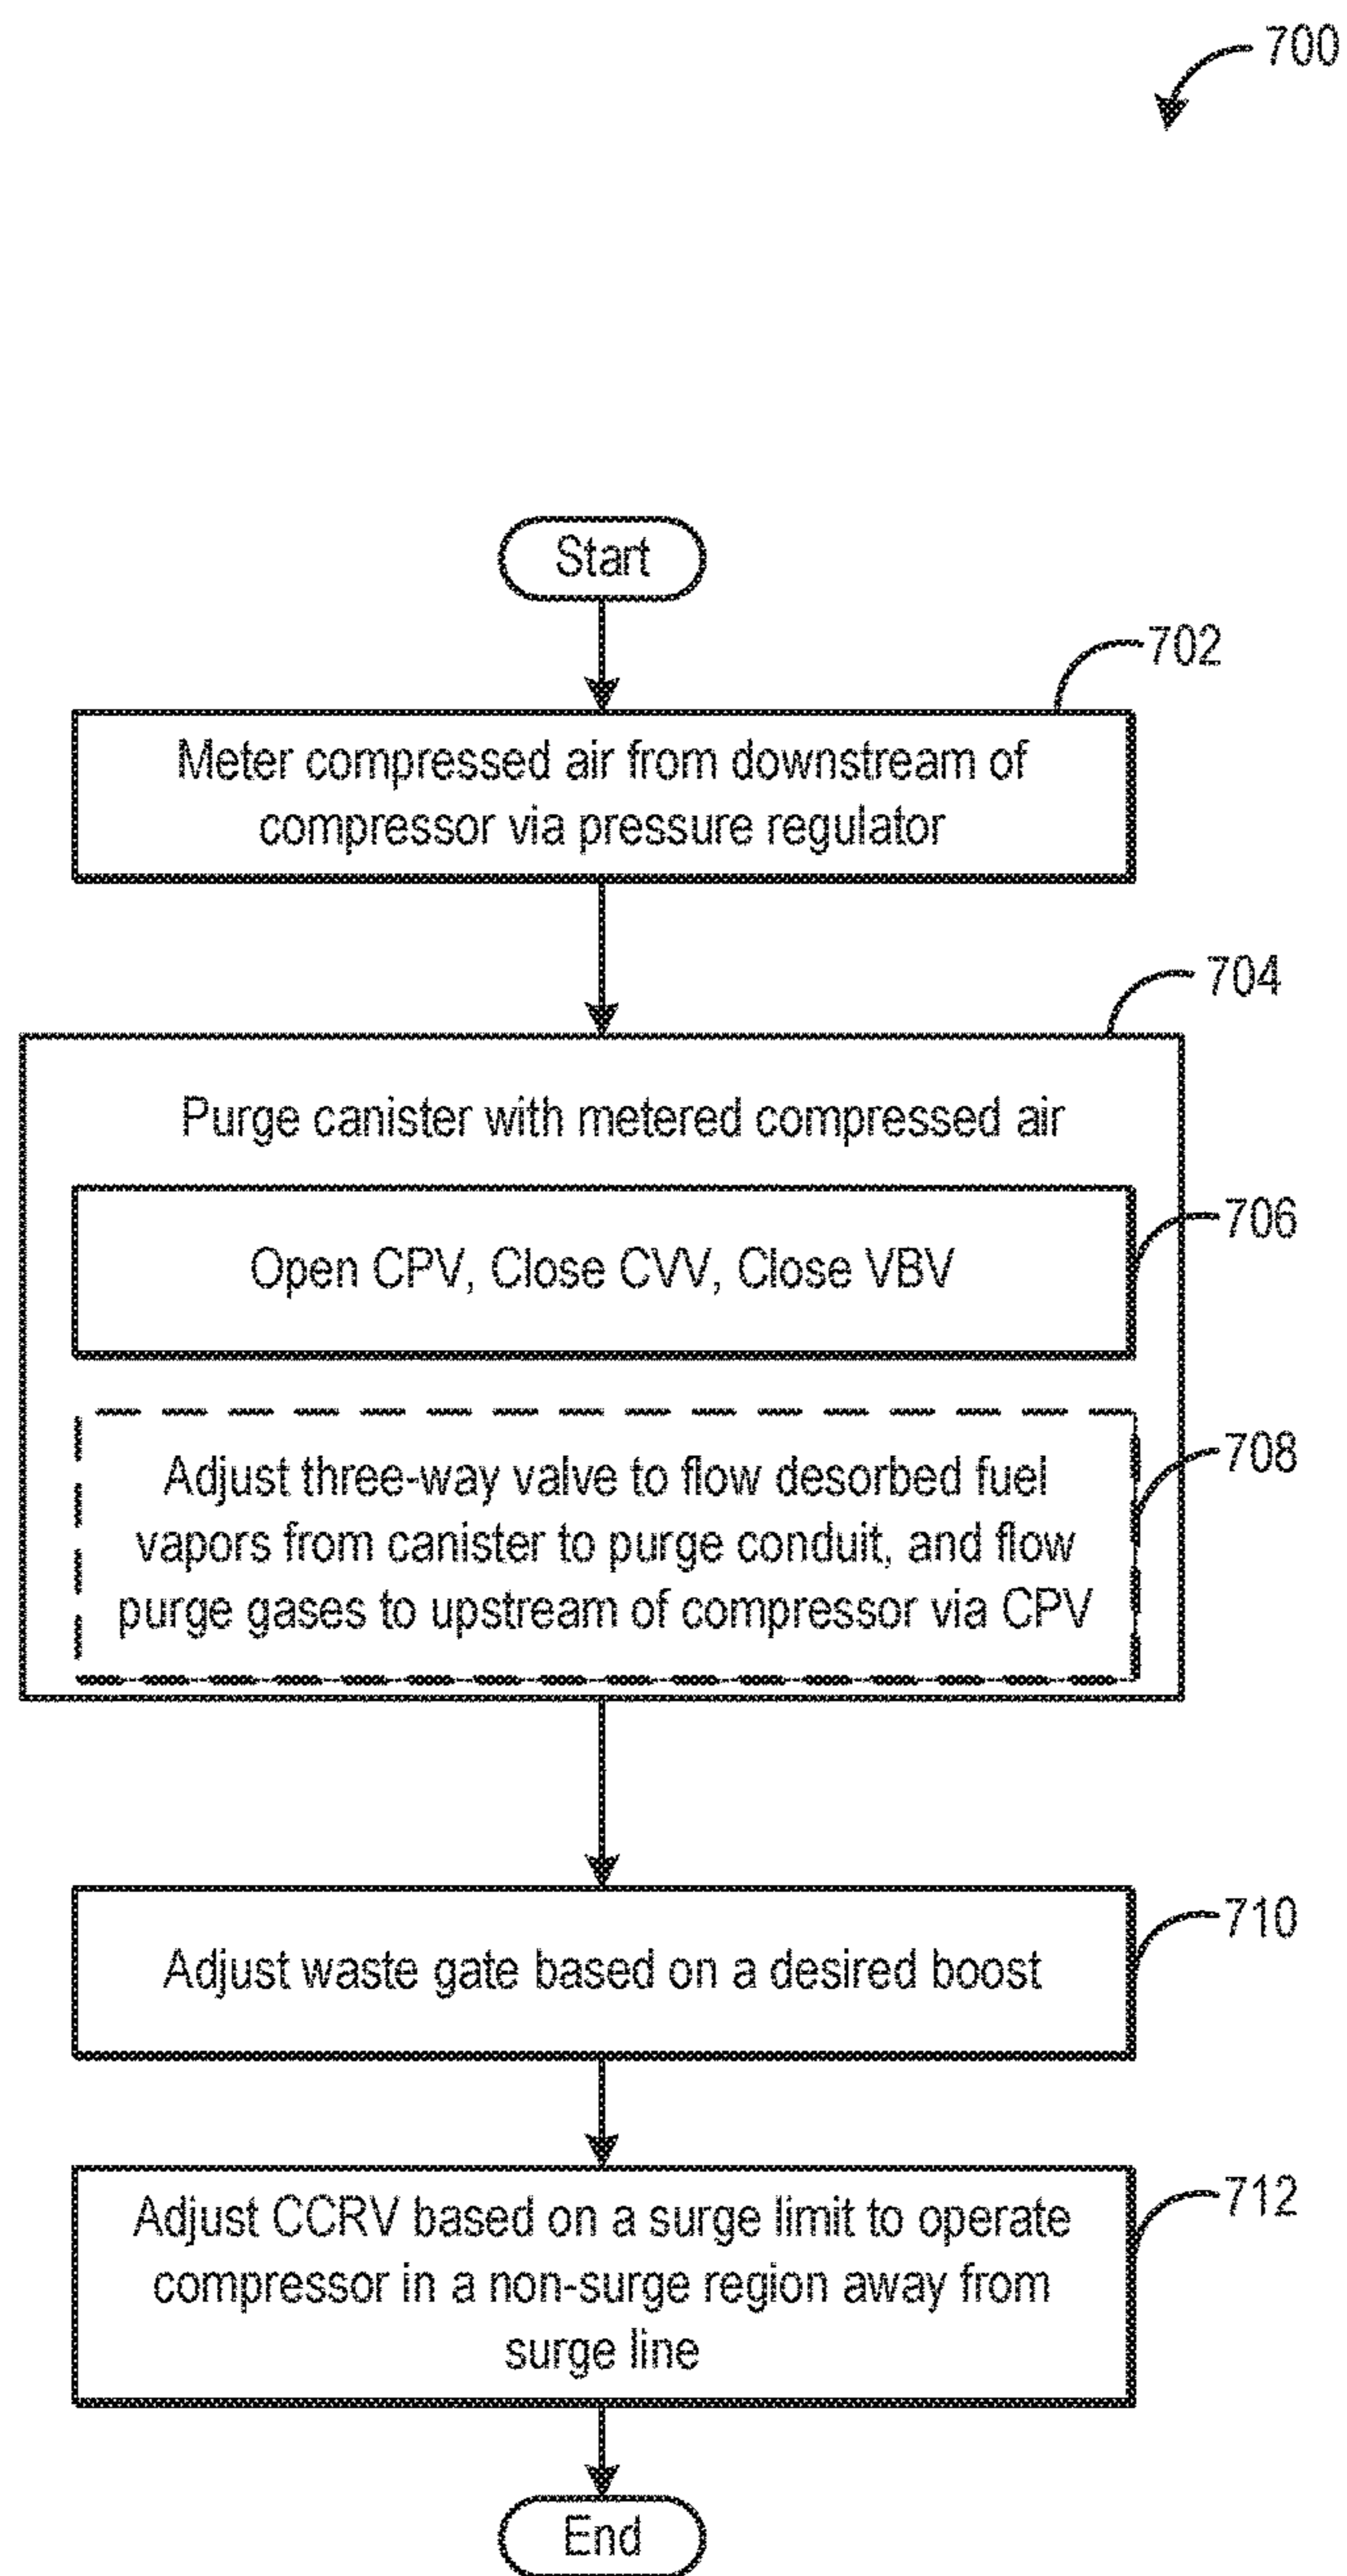 700
Start
702
Meter compressed air from downstream of
compressor via pressure regulator
704
Purge canister with metered compressed air
706
Open CPV, Close CVV, Close VBV
708
Adjust three-way valve to flow desorbed fuel
vapors from canister to purge conduit, and flow
purge gases to upstream of compressor via CPV
710
Adjust waste gate based on a desired boost
712
Adjust CCRV based on a surge limit to operate
compressor in a non-surge region away from
surge line
End